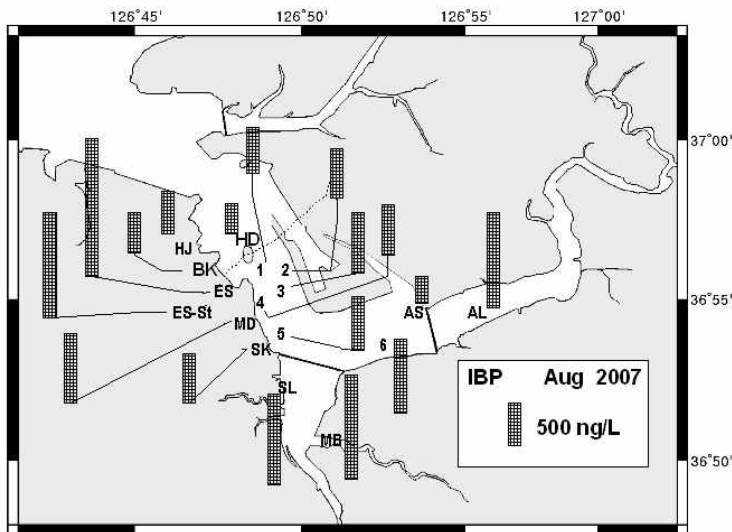 126°45' 126°50' 126°55' 127°00'
37°00'
HD
HJ
BK 1 2
ES 3
ES-St 4 AS AL
36°55'
MD
5
SK 6
SL
IBP Aug 2007
500 ng/L
MB
36°50'